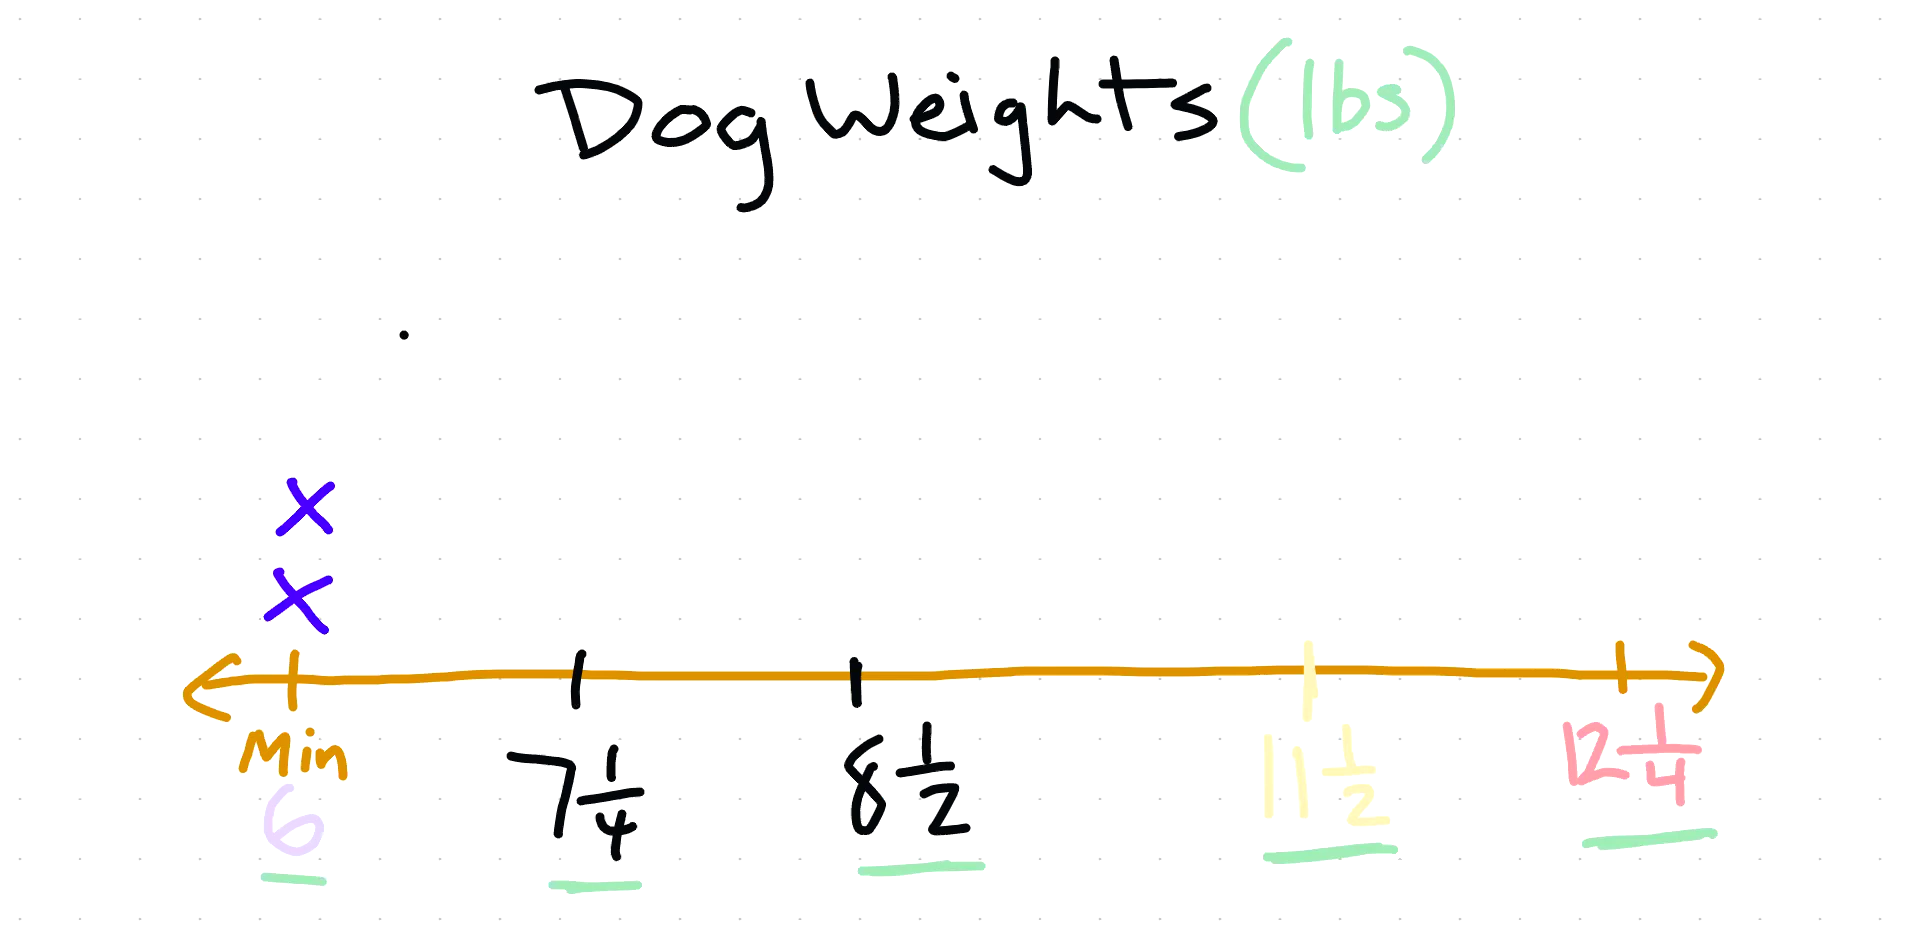 Dog Weights (lbs)
x
x
Min
6
7 1/4
8 1/2
11 1/2
12 1/4